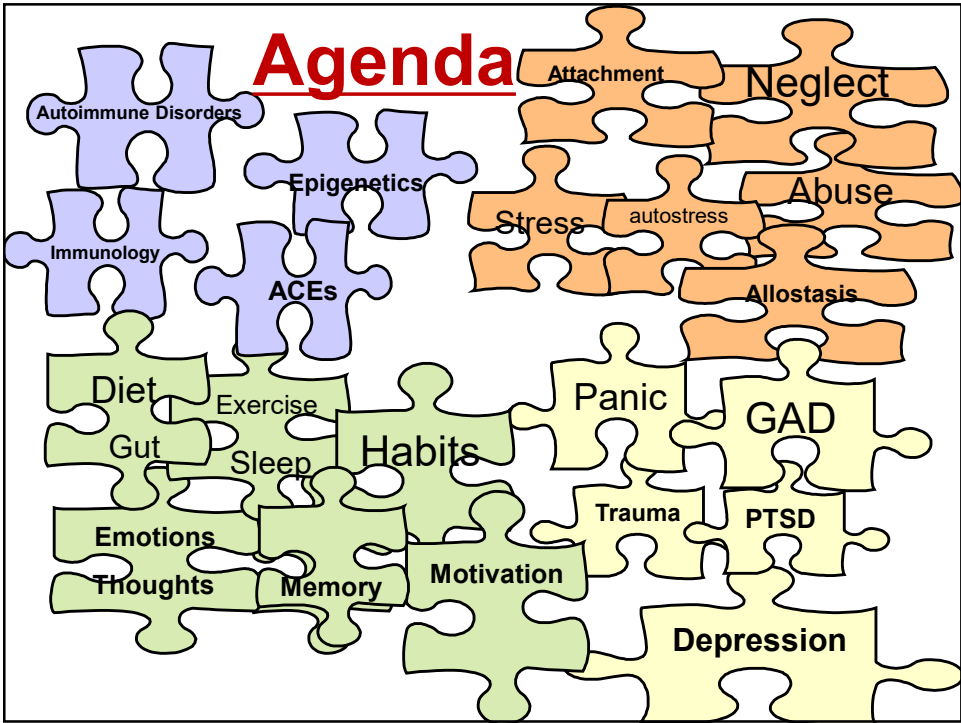 Agenda
Autoimmune Disorders
Epigenetics
Immunology
ACEs
Attachment
Neglect
Stress
autostress
Abuse
Allostasis
Diet
Gut
Exercise
Sleep
Habits
Emotions
Thoughts
Memory
Motivation
Panic
GAD
Trauma
PTSD
Depression